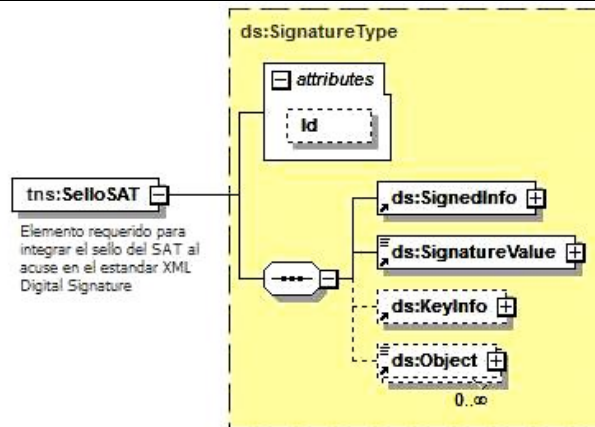 ds:SignatureType
attributes
Id
tns:SelloSAT
Elemento requerido para
integrar el sello del SAT al
acuse en el estandar XML
Digital Signature
ds:SignedInfo
ds:SignatureValue
ds:KeyInfo
ds:Object
0..∞